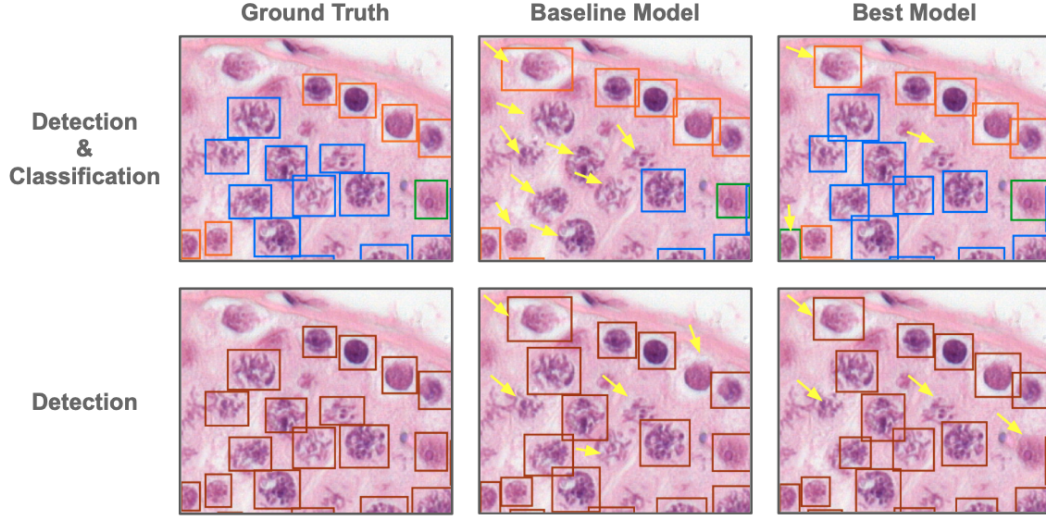 Ground Truth
Baseline Model
Best Model
Detection
&
Classification
Detection